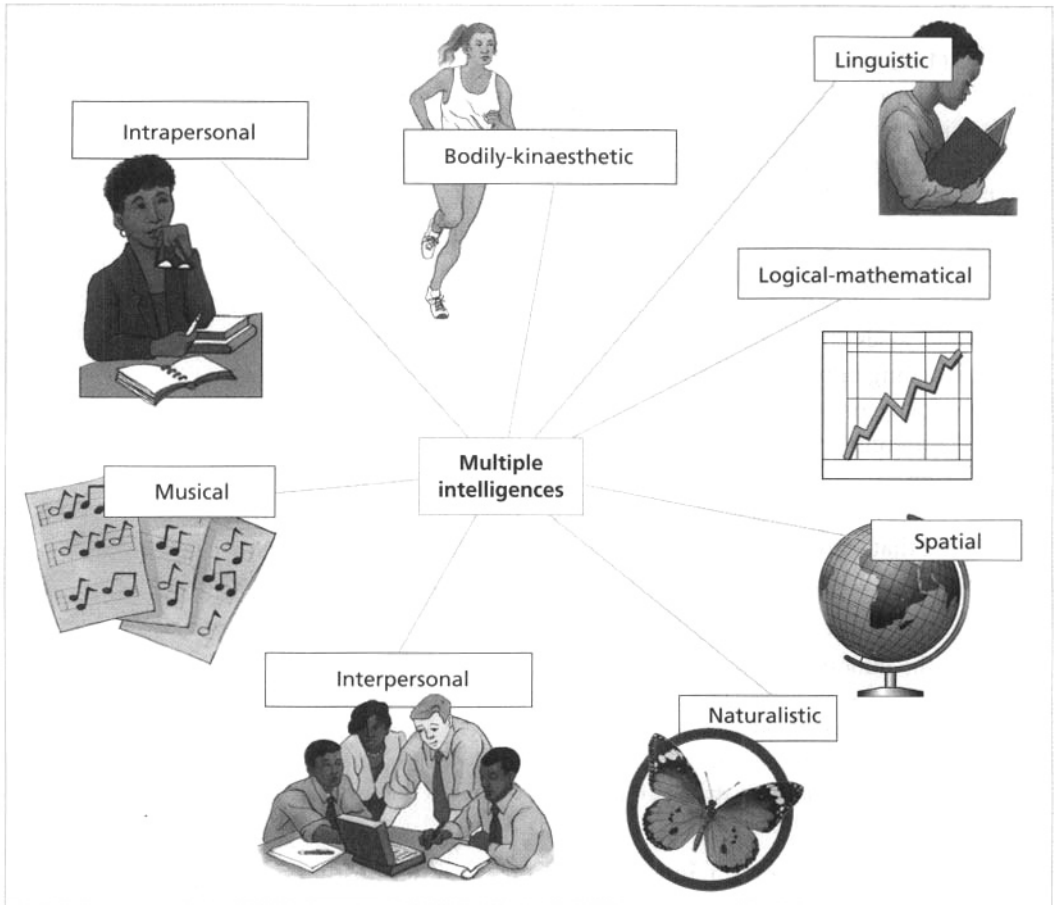 Linguistic
Intrapersonal
Bodily-kinaesthetic
Logical-mathematical
Multiple
intelligences
Musical
Spatial
Interpersonal
Naturalistic